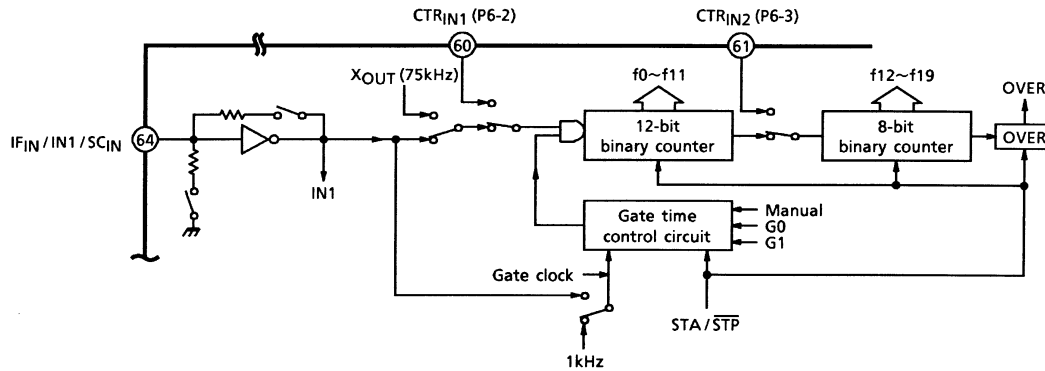 CTRIN1 (P6-2)
CTRIN2 (P6-3)
60
61
XOUT (75kHz)
f0~f11
f12~f19
OVER
IFIN / IN1 / SCIN
64
12-bit
binary counter
8-bit
binary counter
OVER
IN1
Gate time
control circuit
Manual
G0
G1
Gate clock
STA / STP
1kHz